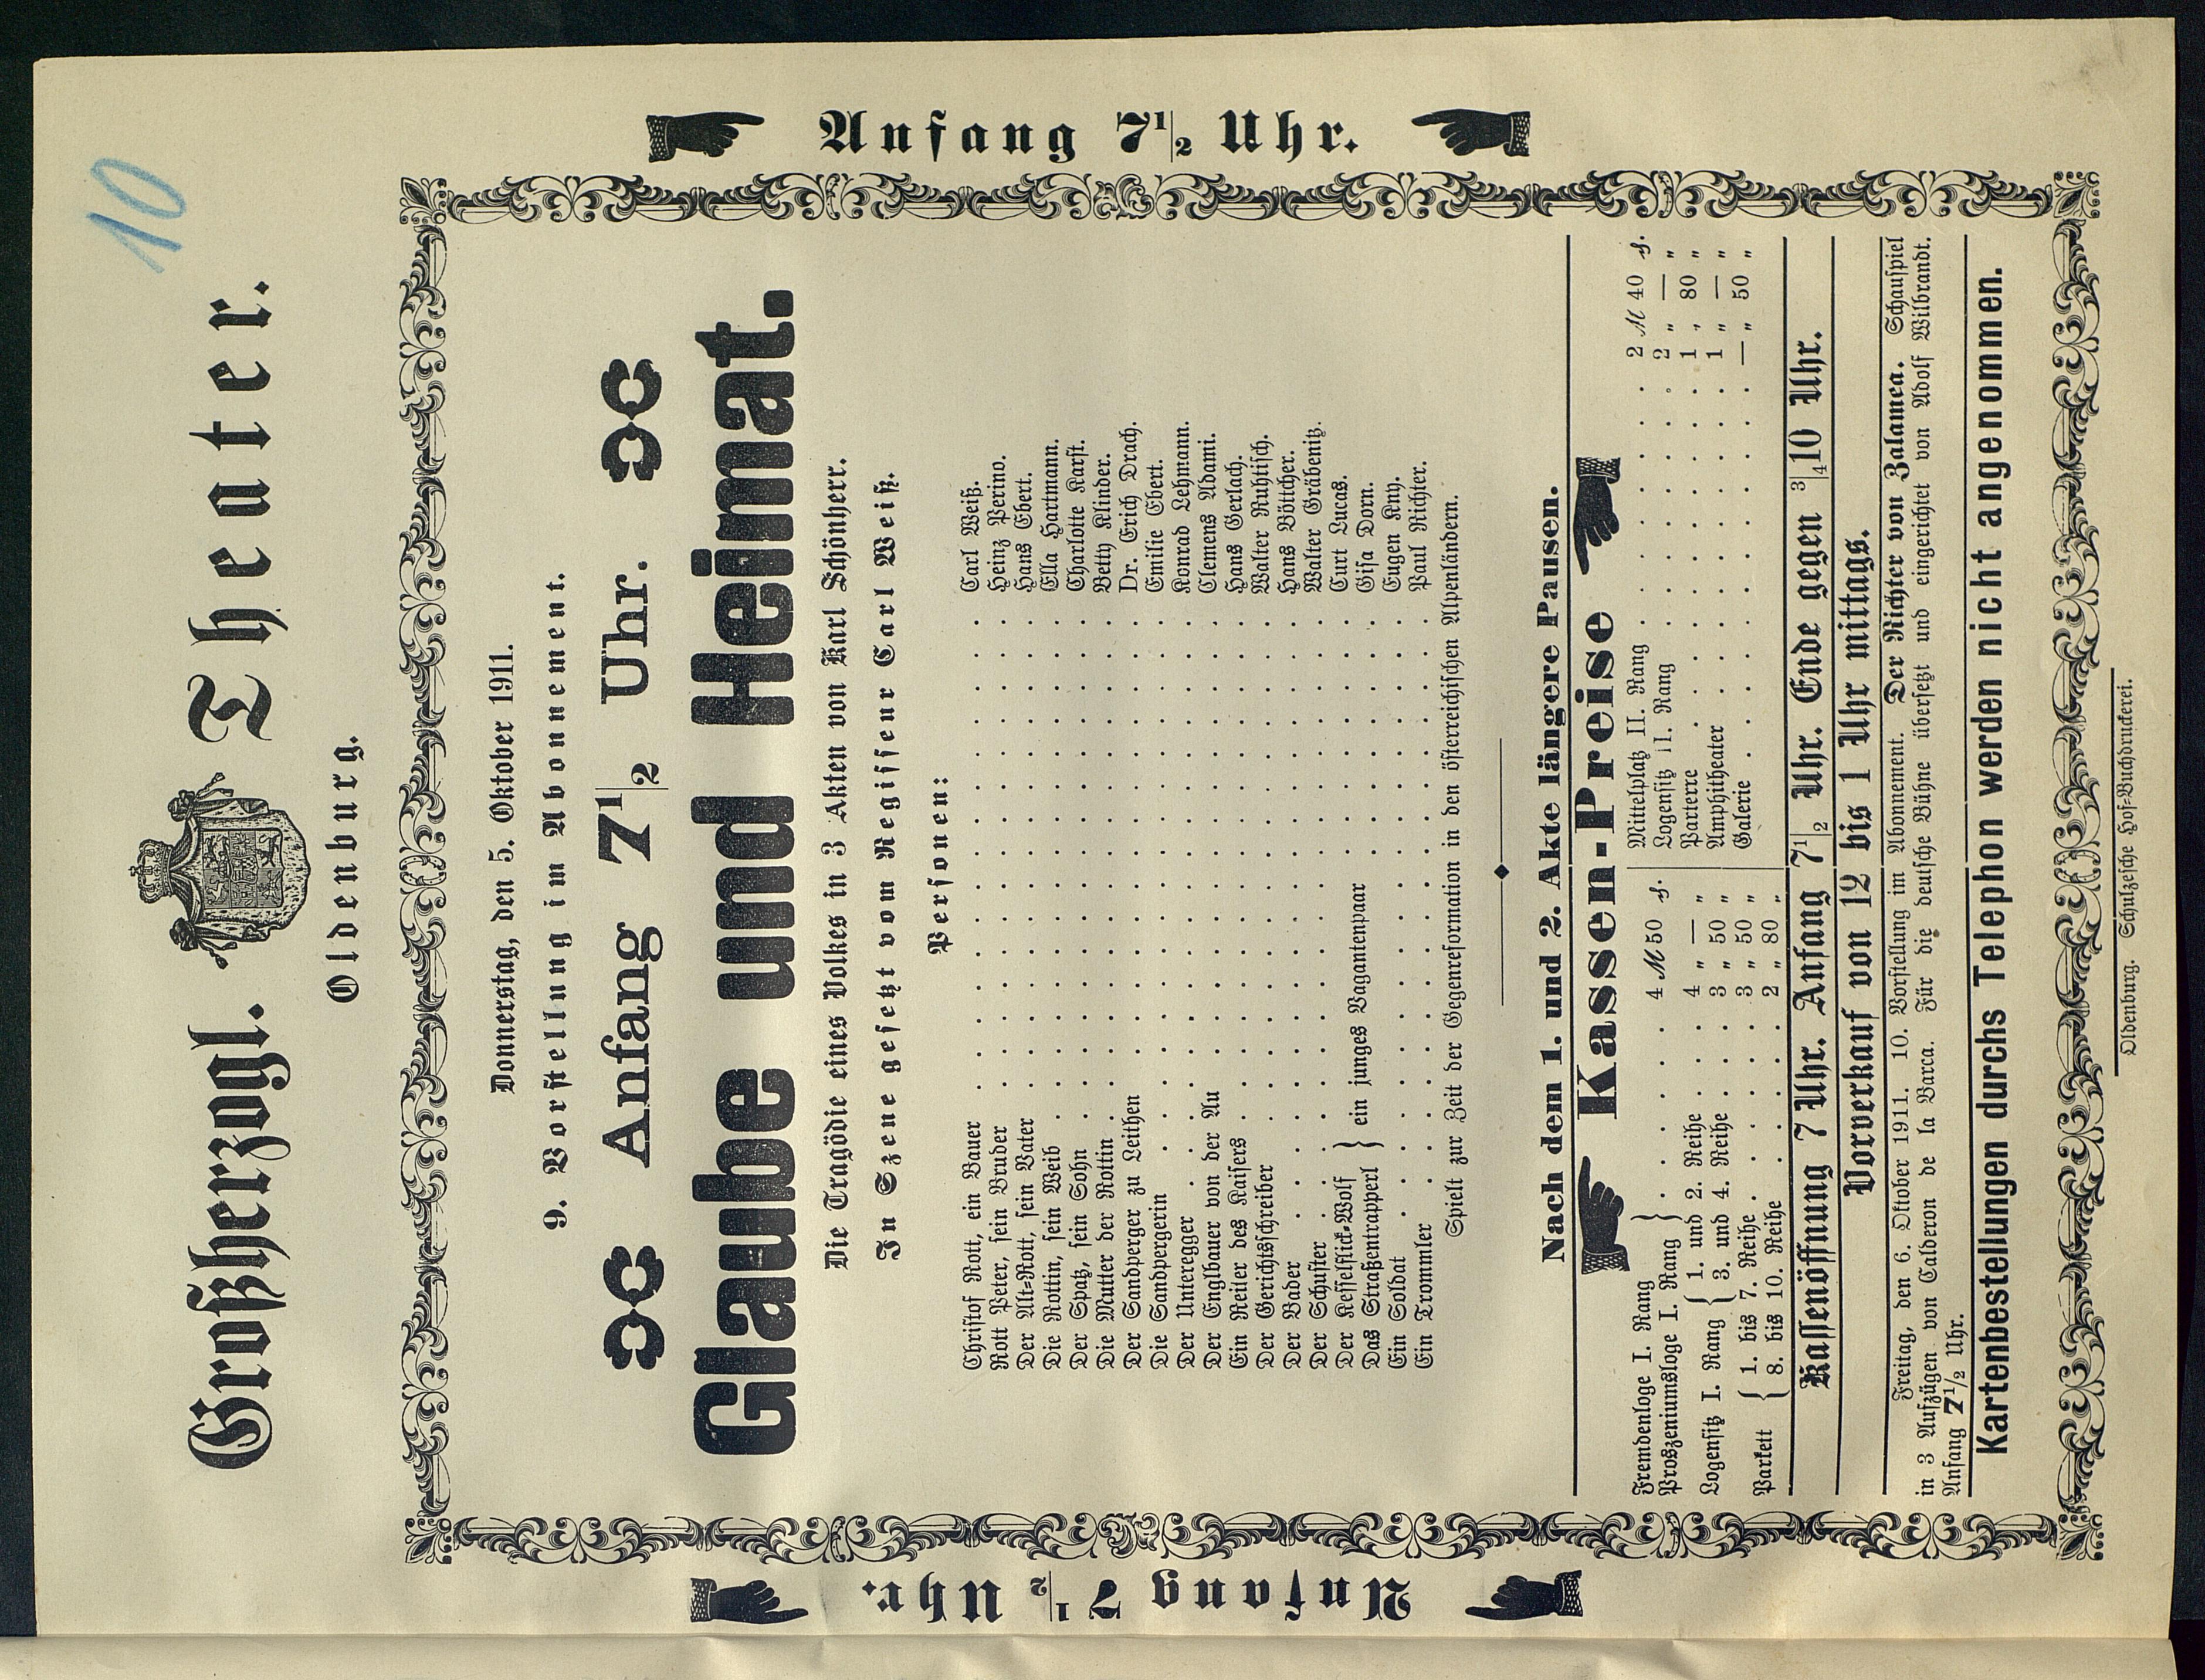 10
Großherzogl. Theater.
Oldenburg.
Anfang 7 1/2 Uhr.
Anfang 7 1/2 Uhr.
Donnerstag, den 5. Oktober 1911.
9. Vorstellung im Abonnement.
Anfang 7 1/2 Uhr.
Glaube und Heimat.
Die Tragödie eines Volkes in 3 Akten von Karl Schönherr.
In Szene gesetzt vom Regisseur Carl Weiß.
Personen:
Christof Rott, ein Bauer . . . Carl Weiß.
Rott Peter, sein Bruder . . . Heinz Perino.
Der Alt-Rott, sein Vater . . . Hans Ebert.
Die Rottin, sein Weib . . . Ella Hartmann.
Der Spatz, sein Sohn . . . Charlotte Karst.
Die Mutter der Rottin . . . Betty Klinder.
Der Sandperger zu Leithen . . . Dr. Erich Drach.
Die Sandpergerin . . . Emilie Ebert.
Der Unteregger . . . Konrad Lehmann.
Der Englbauer von der Au . . . Clemens Adami.
Ein Reiter des Kaisers . . . Hans Gerlach.
Der Gerichtsschreiber . . . Walter Ruhtisch.
Der Bader . . . Hans Böttcher.
Der Schuster . . . Walter Gräbenitz.
Der Kesselflick-Wolf } ein junges Vagantenpaar . . . Curt Lucas.
Das Straßentrapperl } . . . Gisa Dorn.
Ein Soldat . . . Eugen Kny.
Ein Trommler . . . Paul Richter.
Spielt zur Zeit der Gegenreformation in den österreichischen Alpenländern.
Nach dem 1. und 2. Akte längere Pausen.
Kassen-Preise
Fremdenloge I. Rang } . . . 4 M 50 ₰.
Proszeniumsloge I. Rang }
Logensitz I. Rang { 1. und 2. Reihe . . . 4 " — "
{ 3. und 4. Reihe . . . 3 " 50 "
Parkett { 1. bis 7. Reihe . . . 3 " 50 "
{ 8. bis 10. Reihe . . . 2 " 80 "
Mittelplatz II. Rang . . . 2 M 40 ₰.
Logensitz II. Rang . . . 2 " — "
Parterre . . . 1 " 80 "
Amphitheater . . . 1 " — "
Galerie . . . — " 50 "
Kassenöffnung 7 Uhr. Anfang 7 1/2 Uhr. Ende gegen 3/4 10 Uhr.
Vorverkauf von 12 bis 1 Uhr mittags.
Freitag, den 6. Oktober 1911. 10. Vorstellung im Abonnement. Der Richter von Zalamea. Schauspiel
in 3 Aufzügen von Calderon de la Barca. Für die deutsche Bühne übersetzt und eingerichtet von Adolf Wilbrandt.
Anfang 7 1/2 Uhr.
Kartenbestellungen durchs Telephon werden nicht angenommen.
Oldenburg. Schulzesche Hof-Buchdruckerei.